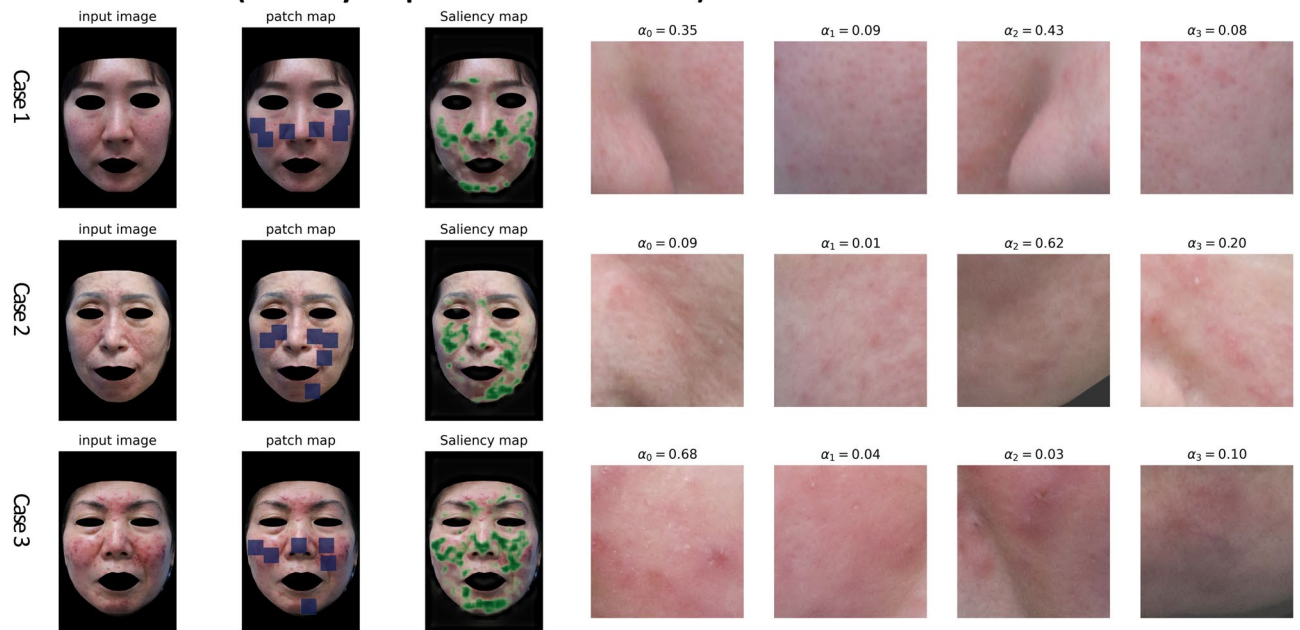 input image patch map Saliency map α0 = 0.35 α1 = 0.09 α2 = 0.43 α3 = 0.08
Case 1
input image patch map Saliency map α0 = 0.09 α1 = 0.01 α2 = 0.62 α3 = 0.20
Case 2
input image patch map Saliency map α0 = 0.68 α1 = 0.04 α2 = 0.03 α3 = 0.10
Case 3